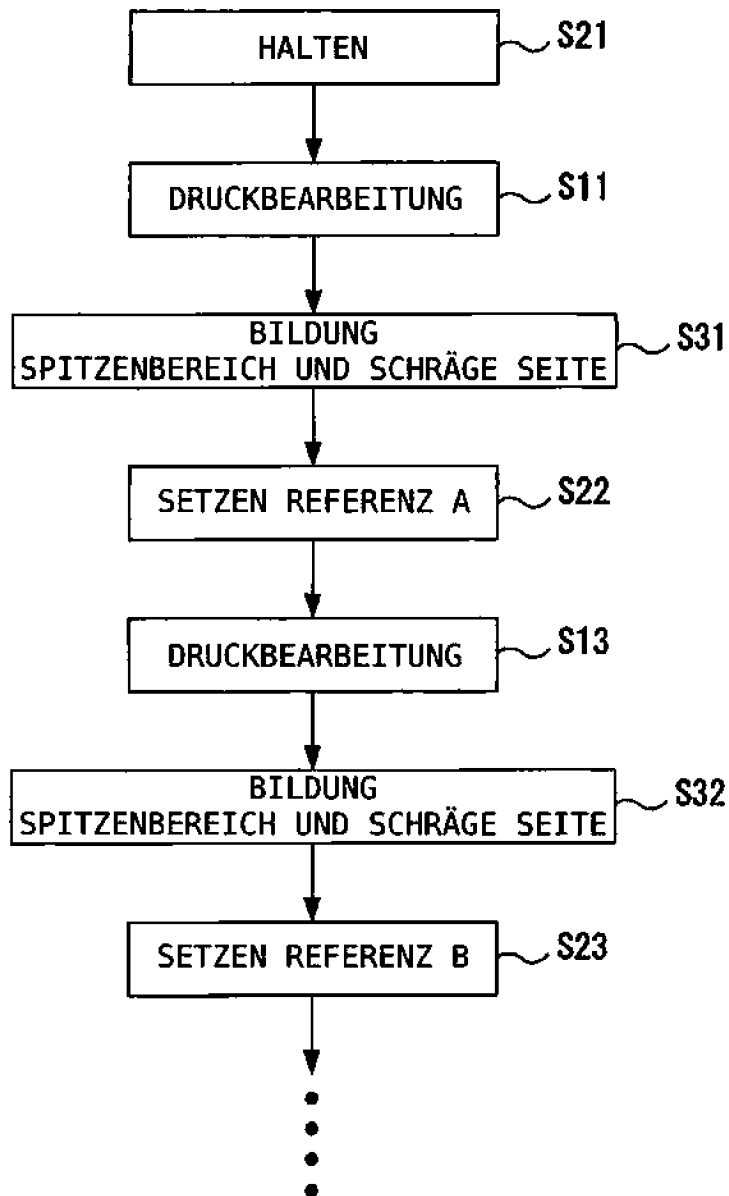 HALTEN
S21
DRUCKBEARBEITUNG
S11
BILDUNG
SPITZENBEREICH UND SCHRÄGE SEITE
S31
SETZEN REFERENZ A
S22
DRUCKBEARBEITUNG
S13
BILDUNG
SPITZENBEREICH UND SCHRÄGE SEITE
S32
SETZEN REFERENZ B
S23